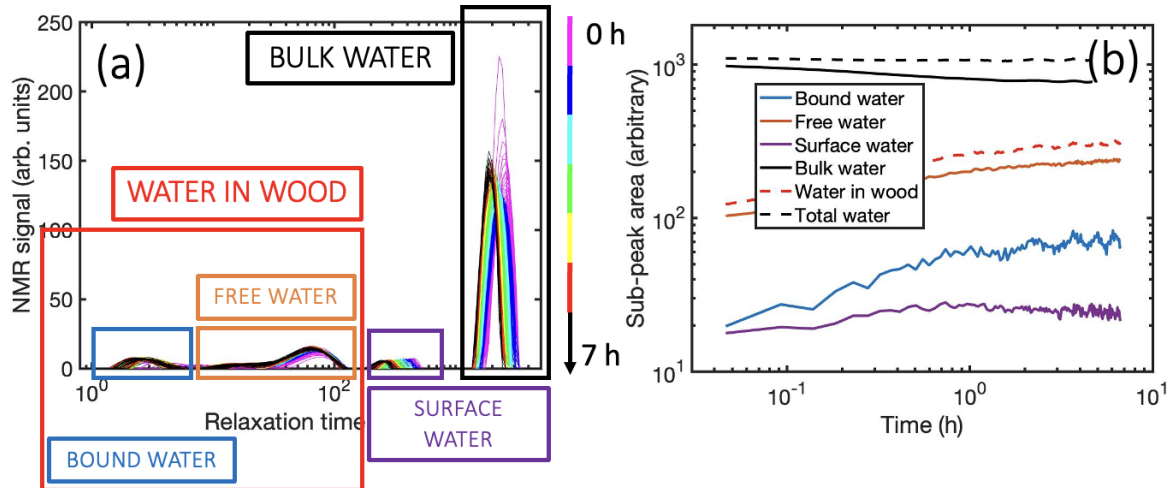 (a)
BULK WATER
0 h
7 h
NMR signal (arb. units)
250
200
150
100
50
0
WATER IN WOOD
FREE WATER
BOUND WATER
SURFACE
WATER
10^0
10^2
Relaxation time
(b)
Sub-peak area (arbitrary)
10^3
10^2
10^1
Bound water
Free water
Surface water
Bulk water
Water in wood
Total water
10^-1
10^0
10^1
Time (h)